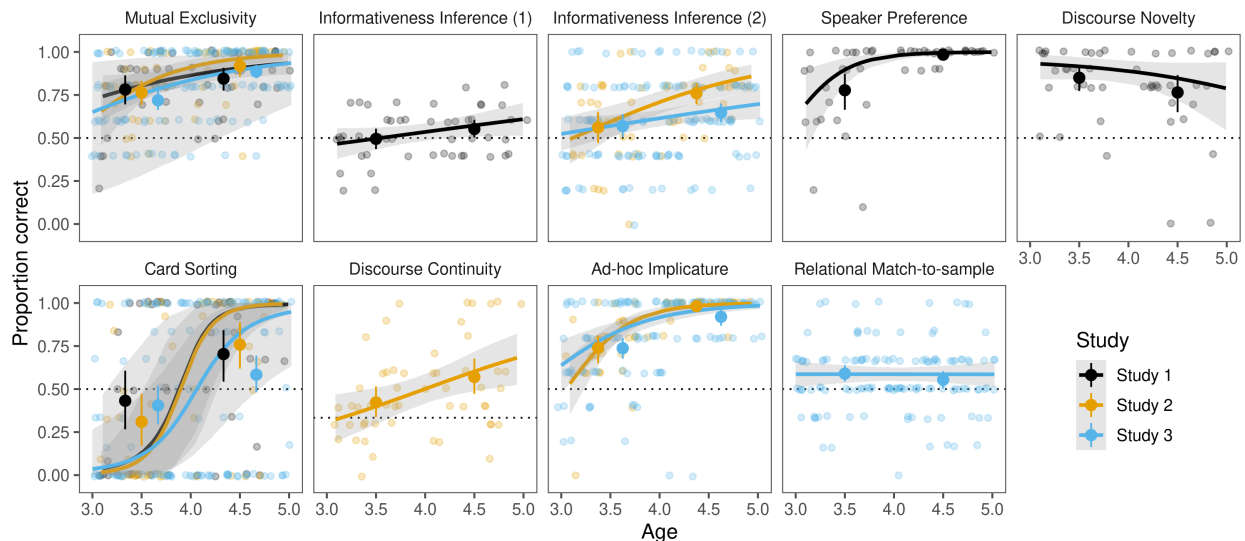 Mutual Exclusivity
Informativeness Inference (1)
Informativeness Inference (2)
Speaker Preference
Discourse Novelty
1.00
0.75
0.50
0.25
0.00
3.0 3.5 4.0 4.5 5.0
Card Sorting
Discourse Continuity
Ad-hoc Implicature
Relational Match-to-sample
1.00
0.75
0.50
0.25
0.00
3.0 3.5 4.0 4.5 5.0
3.0 3.5 4.0 4.5 5.0
3.0 3.5 4.0 4.5 5.0
3.0 3.5 4.0 4.5 5.0
Proportion correct
Age
Study
Study 1
Study 2
Study 3